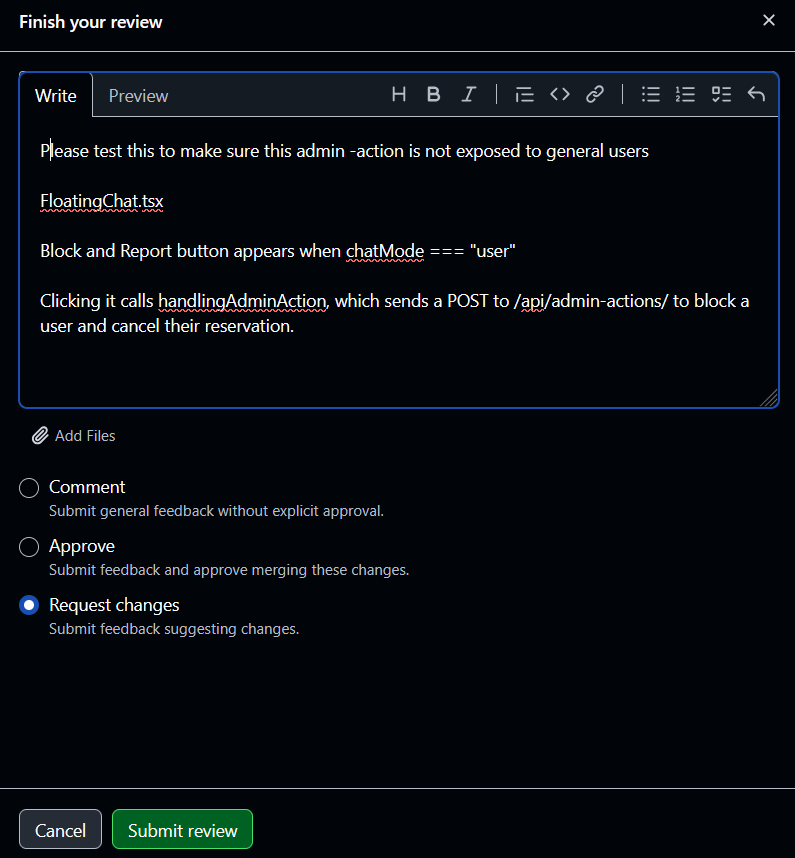 Finish your review
Write
Preview
Please test this to make sure this admin -action is not exposed to general users
FloatingChat.tsx
Block and Report button appears when chatMode === "user"
Clicking it calls handlingAdminAction, which sends a POST to /api/admin-actions/ to block a
user and cancel their reservation.
Add Files
Comment
Submit general feedback without explicit approval.
Approve
Submit feedback and approve merging these changes.
Request changes
Submit feedback suggesting changes.
Cancel
Submit review